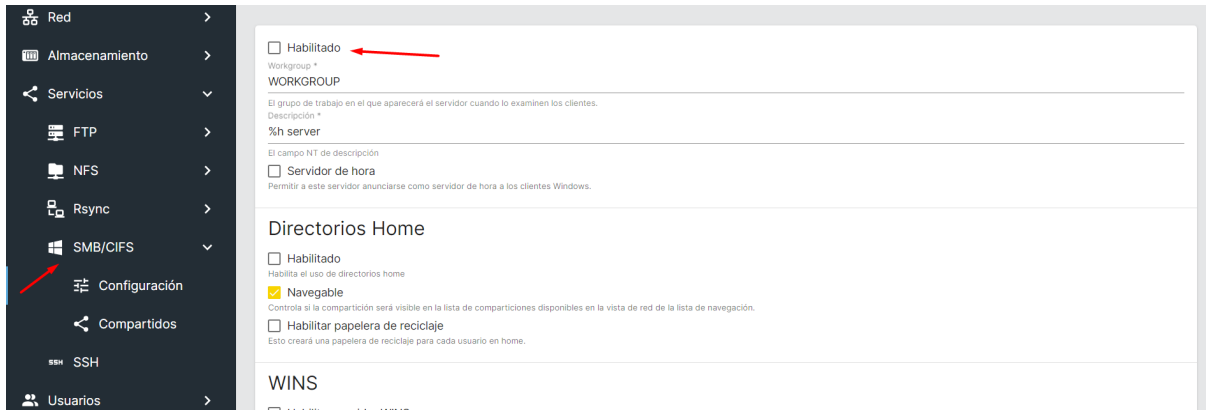 Red
Almacenamiento
Servicios
FTP
NFS
Rsync
SMB/CIFS
Configuración
Compartidos
SSH SSH
Usuarios
Habilitado
Workgroup *
WORKGROUP
El grupo de trabajo en el que aparecerá el servidor cuando lo examinen los clientes.
Descripción *
%h server
El campo NT de descripción
Servidor de hora
Permitir a este servidor anunciarse como servidor de hora a los clientes Windows.
Directorios Home
Habilitado
Habilita el uso de directorios home
Navegable
Controla si la compartición será visible en la lista de comparticiones disponibles en la vista de red de la lista de navegación.
Habilitar papelera de reciclaje
Esto creará una papelera de reciclaje para cada usuario en home.
WINS